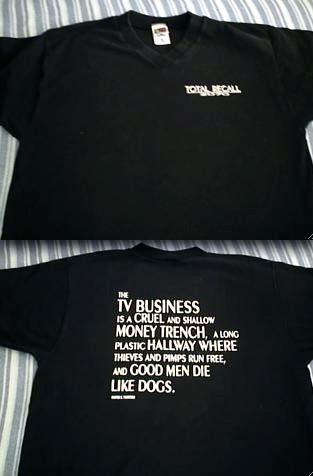 TOTAL RECALL
THE
TV BUSINESS
IS A CRUEL AND SHALLOW
MONEY TRENCH, A LONG
PLASTIC HALLWAY WHERE
THIEVES AND PIMPS RUN FREE,
AND GOOD MEN DIE
LIKE DOGS.